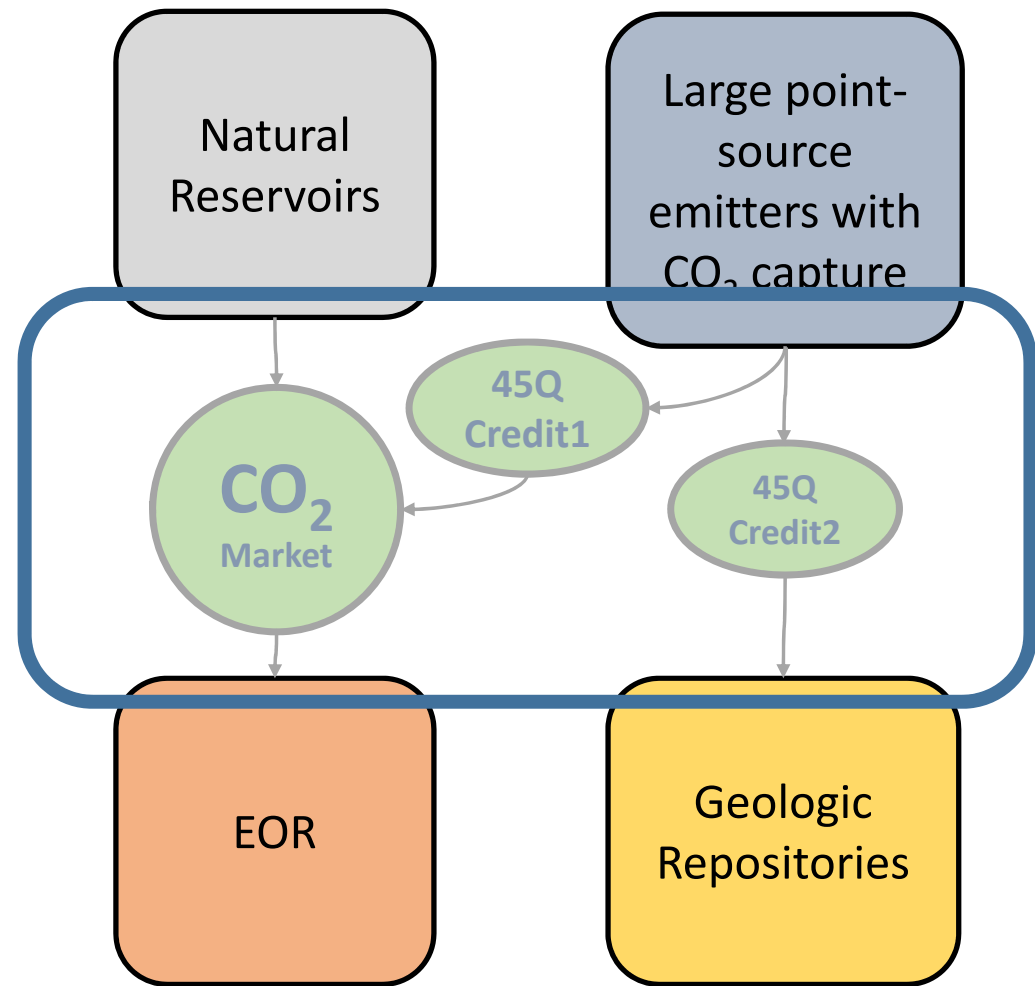 Natural
Reservoirs
Large point-
source
emitters with
CO₂ capture
45Q
Credit1
CO₂
Market
45Q
Credit2
EOR
Geologic
Repositories